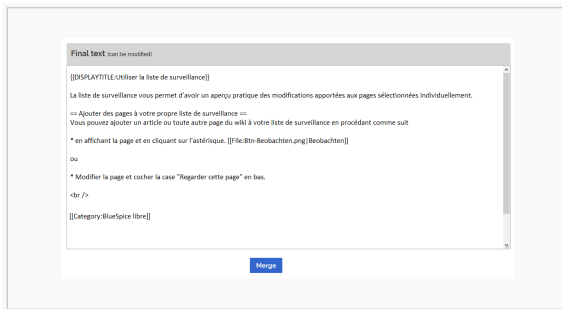 Final text (can be modified)
{{DISPLAYTITLE:Utiliser la liste de surveillance}}
La liste de surveillance vous permet d'avoir un aperçu pratique des modifications apportées aux pages sélectionnées individuellement.
== Ajouter des pages à votre propre liste de surveillance ==
Vous pouvez ajouter un article ou toute autre page du wiki à votre liste de surveillance en procédant comme suit
* en affichant la page et en cliquant sur l'astérisque. [[File:Btn-Beobachten.png|Beobachten]]
ou
* Modifier la page et cocher la case "Regarder cette page" en bas.
<br />
[[Category:BlueSpice libre]]
Merge